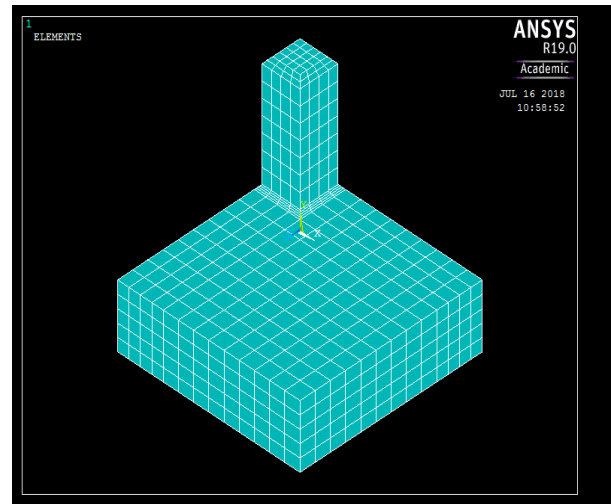 1
ELEMENTS
ANSYS
R19.0
Academic
JUL 16 2018
10:58:52
X